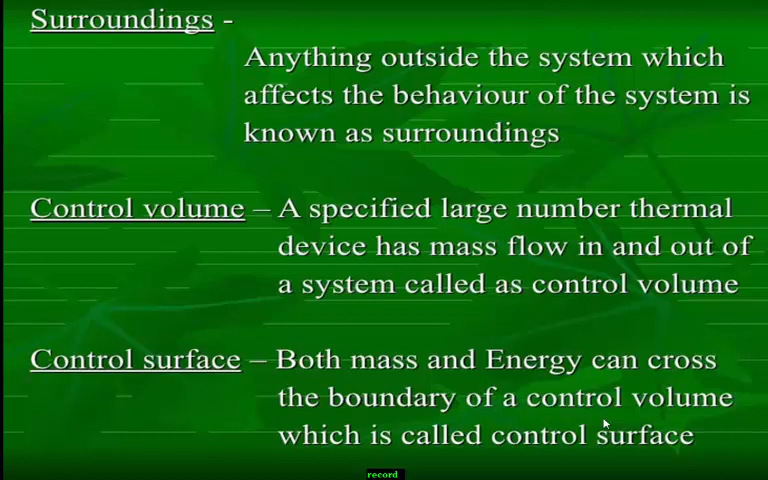 Surroundings -
Anything outside the system which
affects the behaviour of the system is
known as surroundings
Control volume – A specified large number thermal
device has mass flow in and out of
a system called as control volume
Control surface – Both mass and Energy can cross
the boundary of a control volume
which is called control surface
record